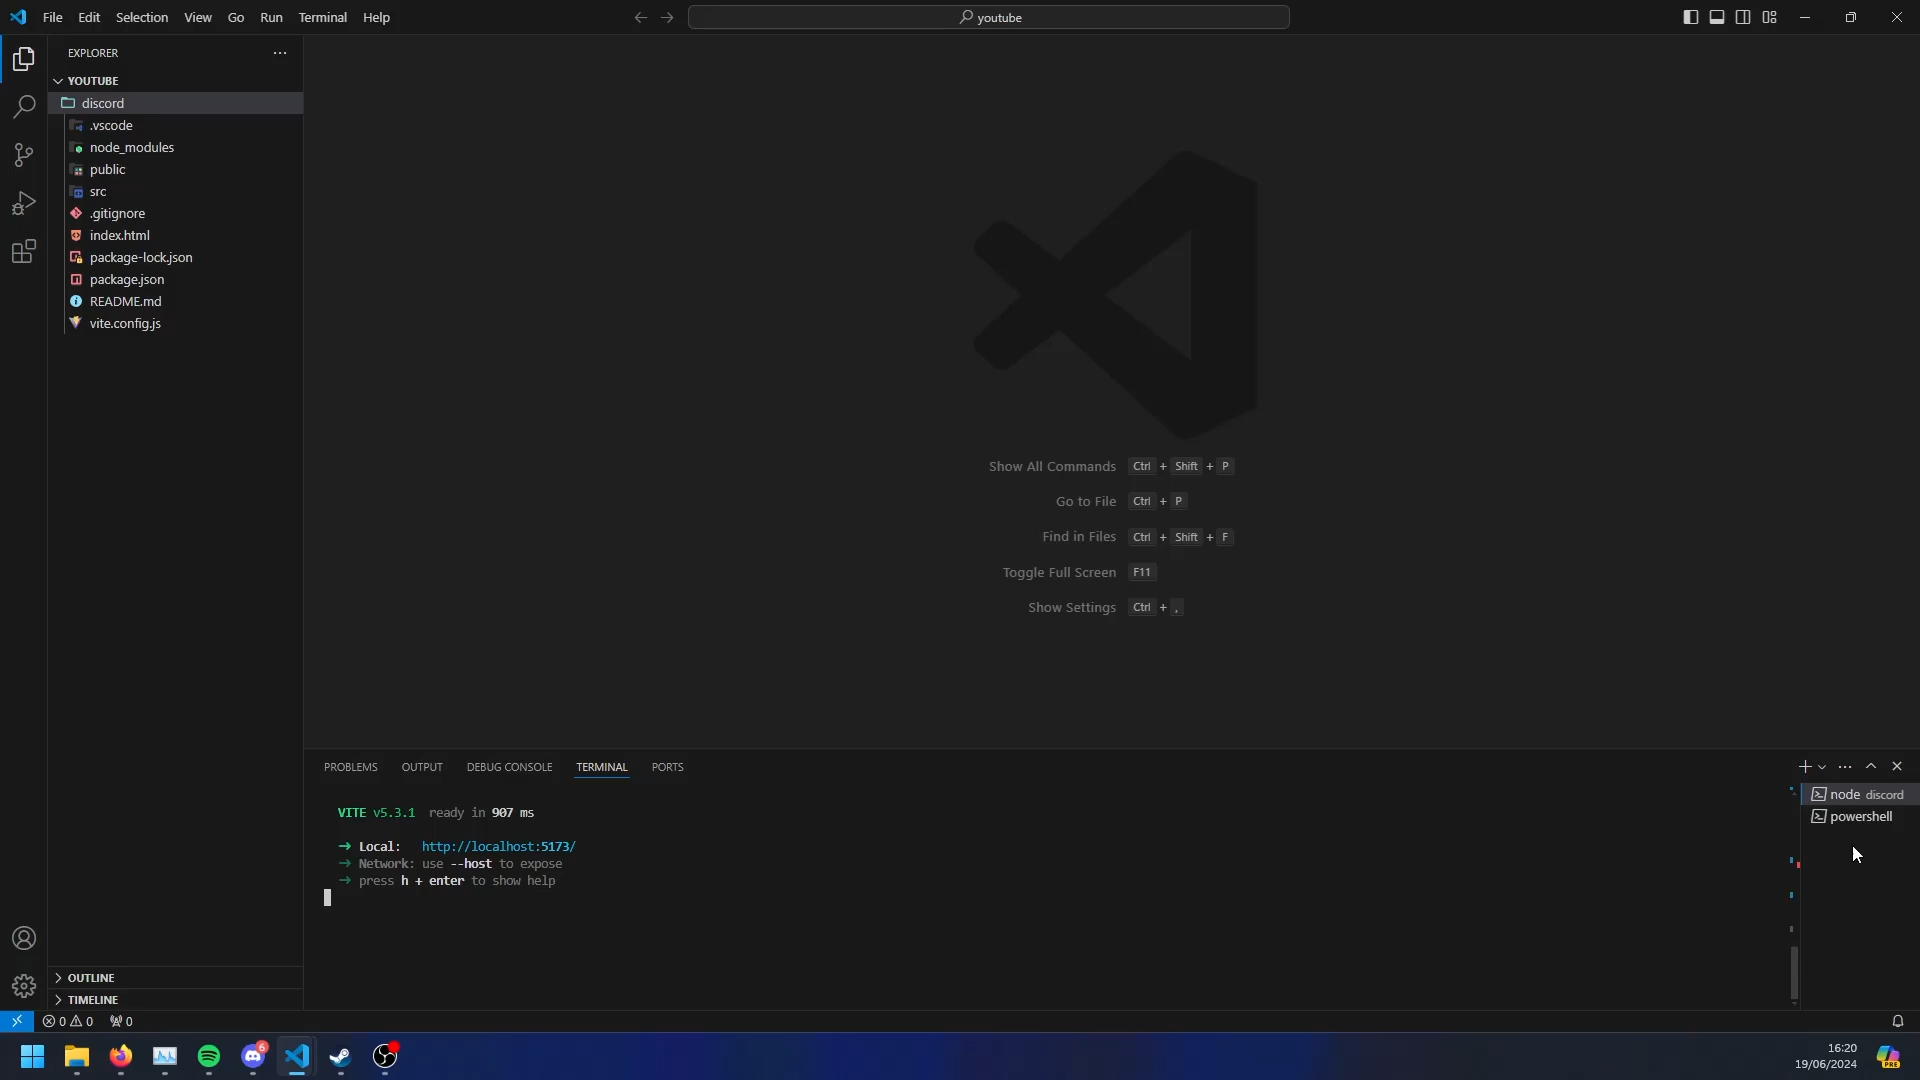 File Edit Selection View Go Run Terminal Help
youtube
EXPLORER
YOUTUBE
discord
.vscode
node_modules
public
src
.gitignore
index.html
package-lock.json
package.json
README.md
vite.config.js
OUTLINE
TIMELINE
Show All Commands Ctrl + Shift + P
Go to File Ctrl + P
Find in Files Ctrl + Shift + F
Toggle Full Screen F11
Show Settings Ctrl + ,
PROBLEMS OUTPUT DEBUG CONSOLE TERMINAL PORTS
VITE v5.3.1 ready in 907 ms
➜ Local: http://localhost:5173/
➜ Network: use --host to expose
➜ press h + enter to show help
node discord
powershell
0 0 0
6
16:20
19/06/2024
PRE